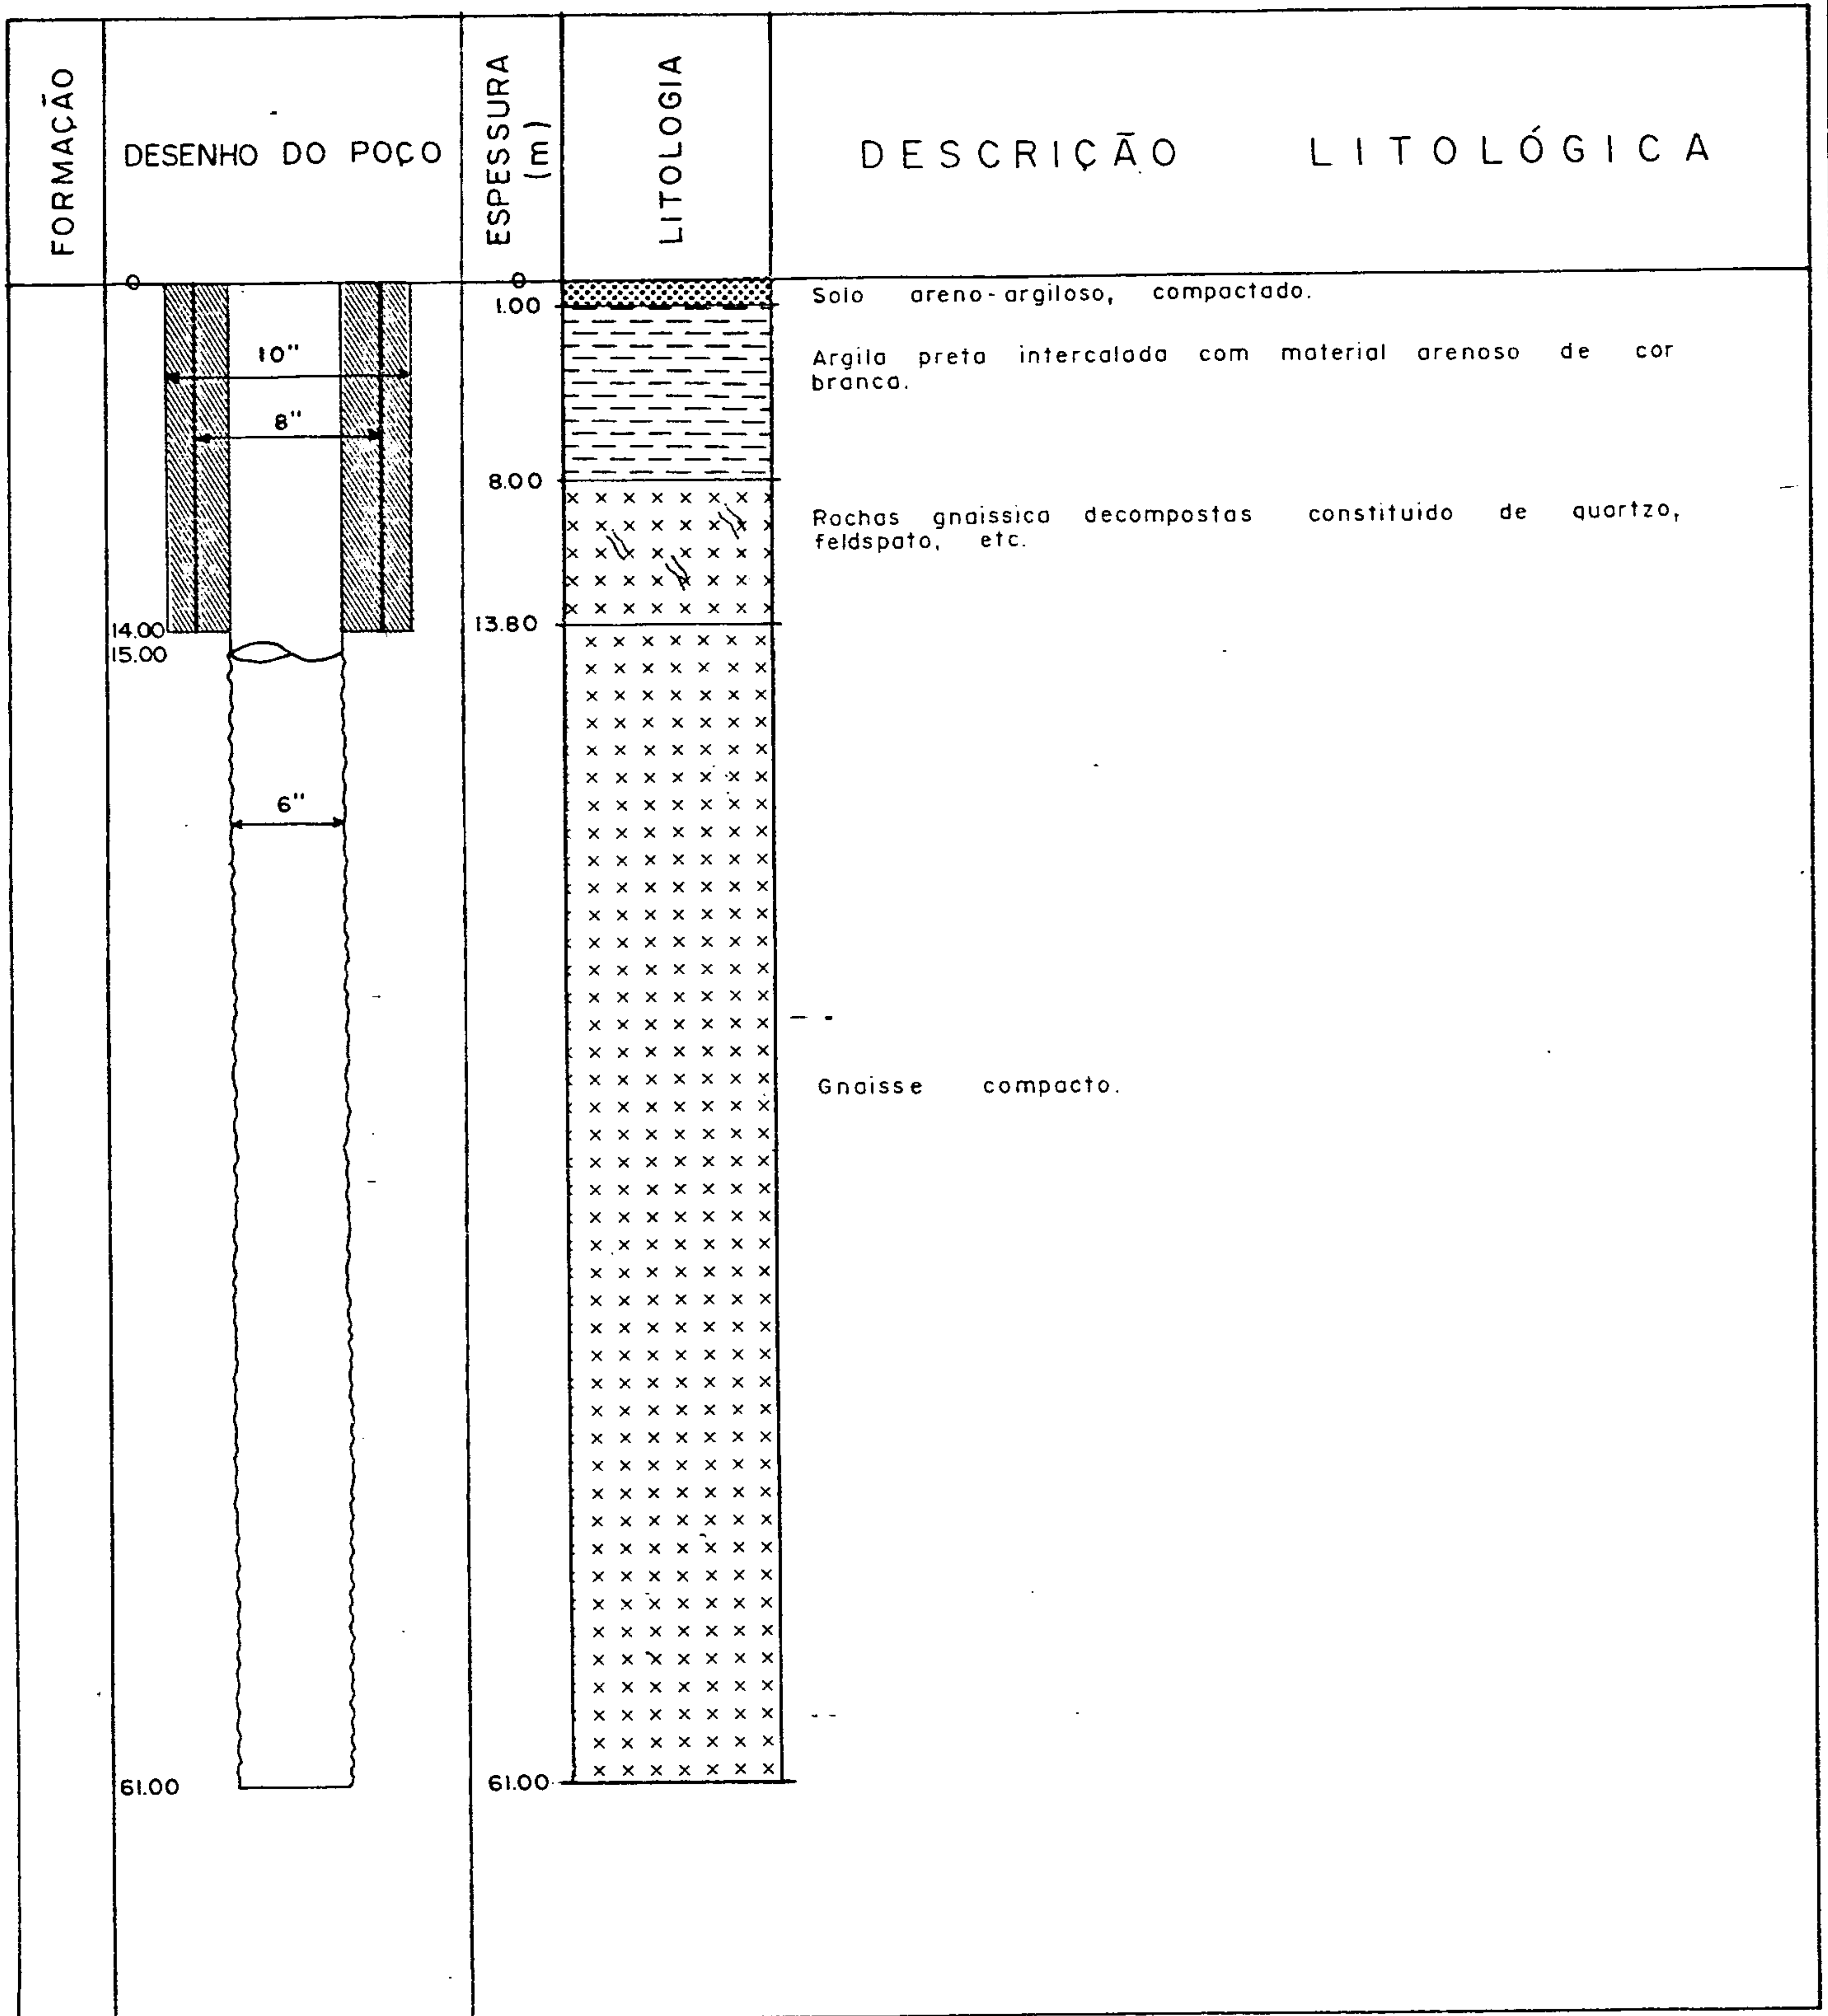 FORMAÇÃO
DESENHO DO POÇO
ESPESSURA
(m)
LITOLOGIA
DESCRIÇÃO LITOLÓGICA
0
0
1.00
Solo areno-argiloso, compactado.
10"
Argila preta intercalada com material arenoso de cor
branca.
8"
8.00
Rochas gnaissica decompostas constituido de quartzo,
feldspato, etc.
14.00
13.80
15.00
6"
Gnaisse compacto.
61.00
61.00